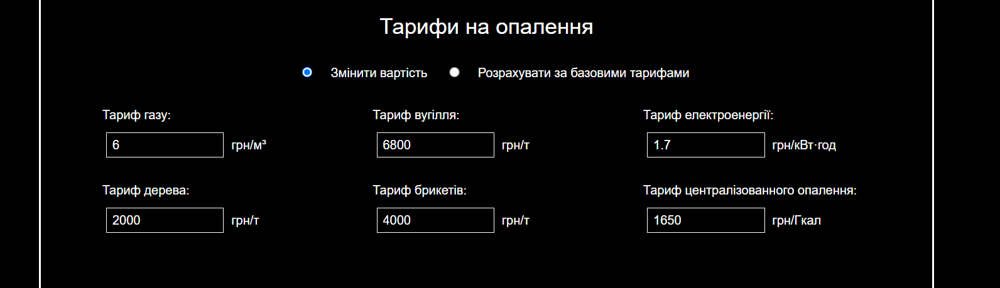 Тарифи на опалення
Змінити вартість Розрахувати за базовими тарифами
Тариф газу: Тариф вугілля: Тариф електроенергії:
6 грн/м³ 6800 грн/т 1.7 грн/кВт·год
Тариф дерева: Тариф брикетів: Тариф централізованного опалення:
2000 грн/т 4000 грн/т 1650 грн/Гкал